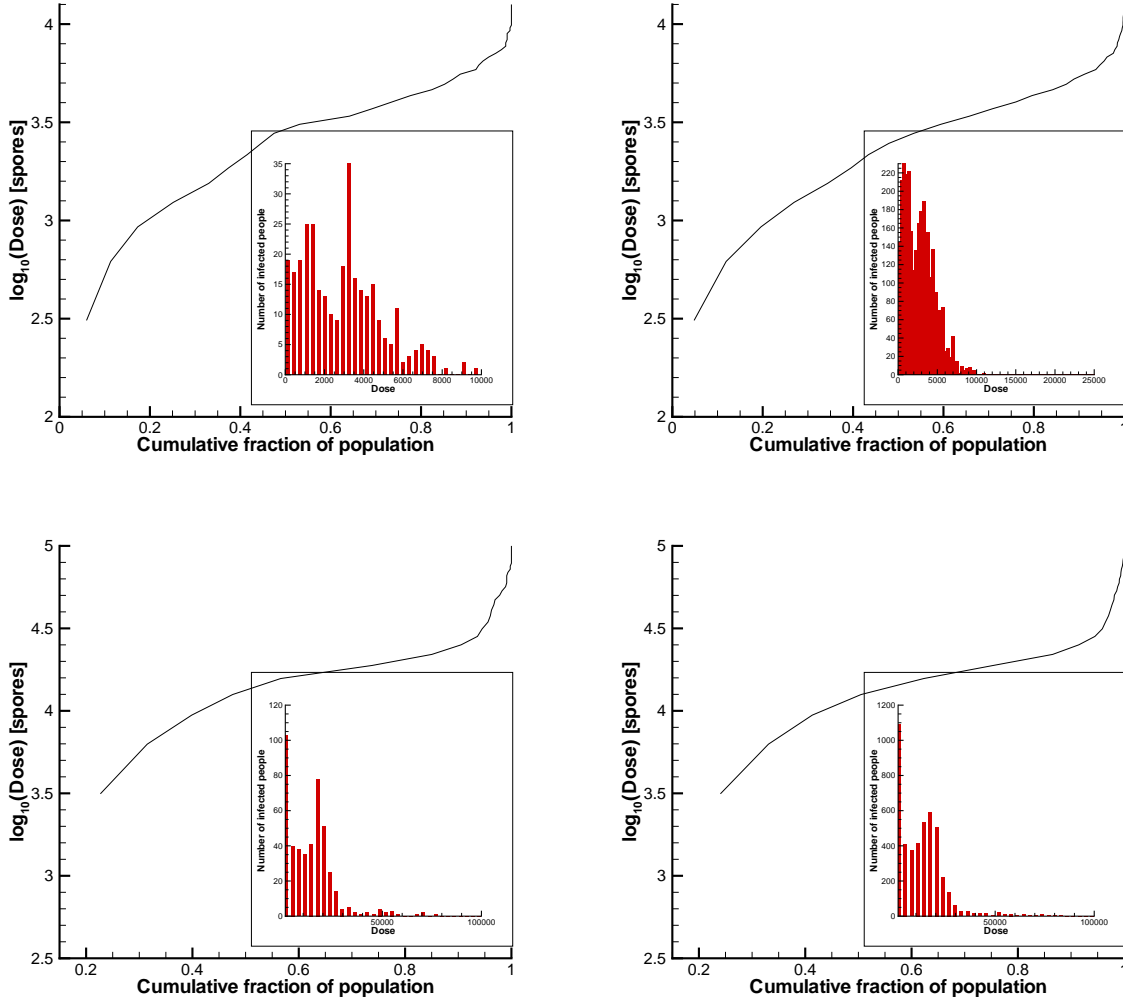 4
3.5
3
2.5
2
log10(Dose) [spores]
0 0.2 0.4 0.6 0.8 1
Cumulative fraction of population
35
30
25
20
15
10
5
0
Number of infected people
0 2000 4000 6000 8000 10000
Dose
4
3.5
3
2.5
2
log10(Dose) [spores]
0 0.2 0.4 0.6 0.8 1
Cumulative fraction of population
220
200
180
160
140
120
100
80
60
40
20
0
Number of infected people
0 5000 10000 15000 20000 25000
Dose
5
4.5
4
3.5
3
2.5
log10(Dose) [spores]
0.2 0.4 0.6 0.8 1
Cumulative fraction of population
120
100
80
60
40
20
0
Number of infected people
50000 100000
Dose
5
4.5
4
3.5
3
2.5
log10(Dose) [spores]
0.2 0.4 0.6 0.8 1
Cumulative fraction of population
1200
1000
800
600
400
200
0
Number of infected people
50000 100000
Dose